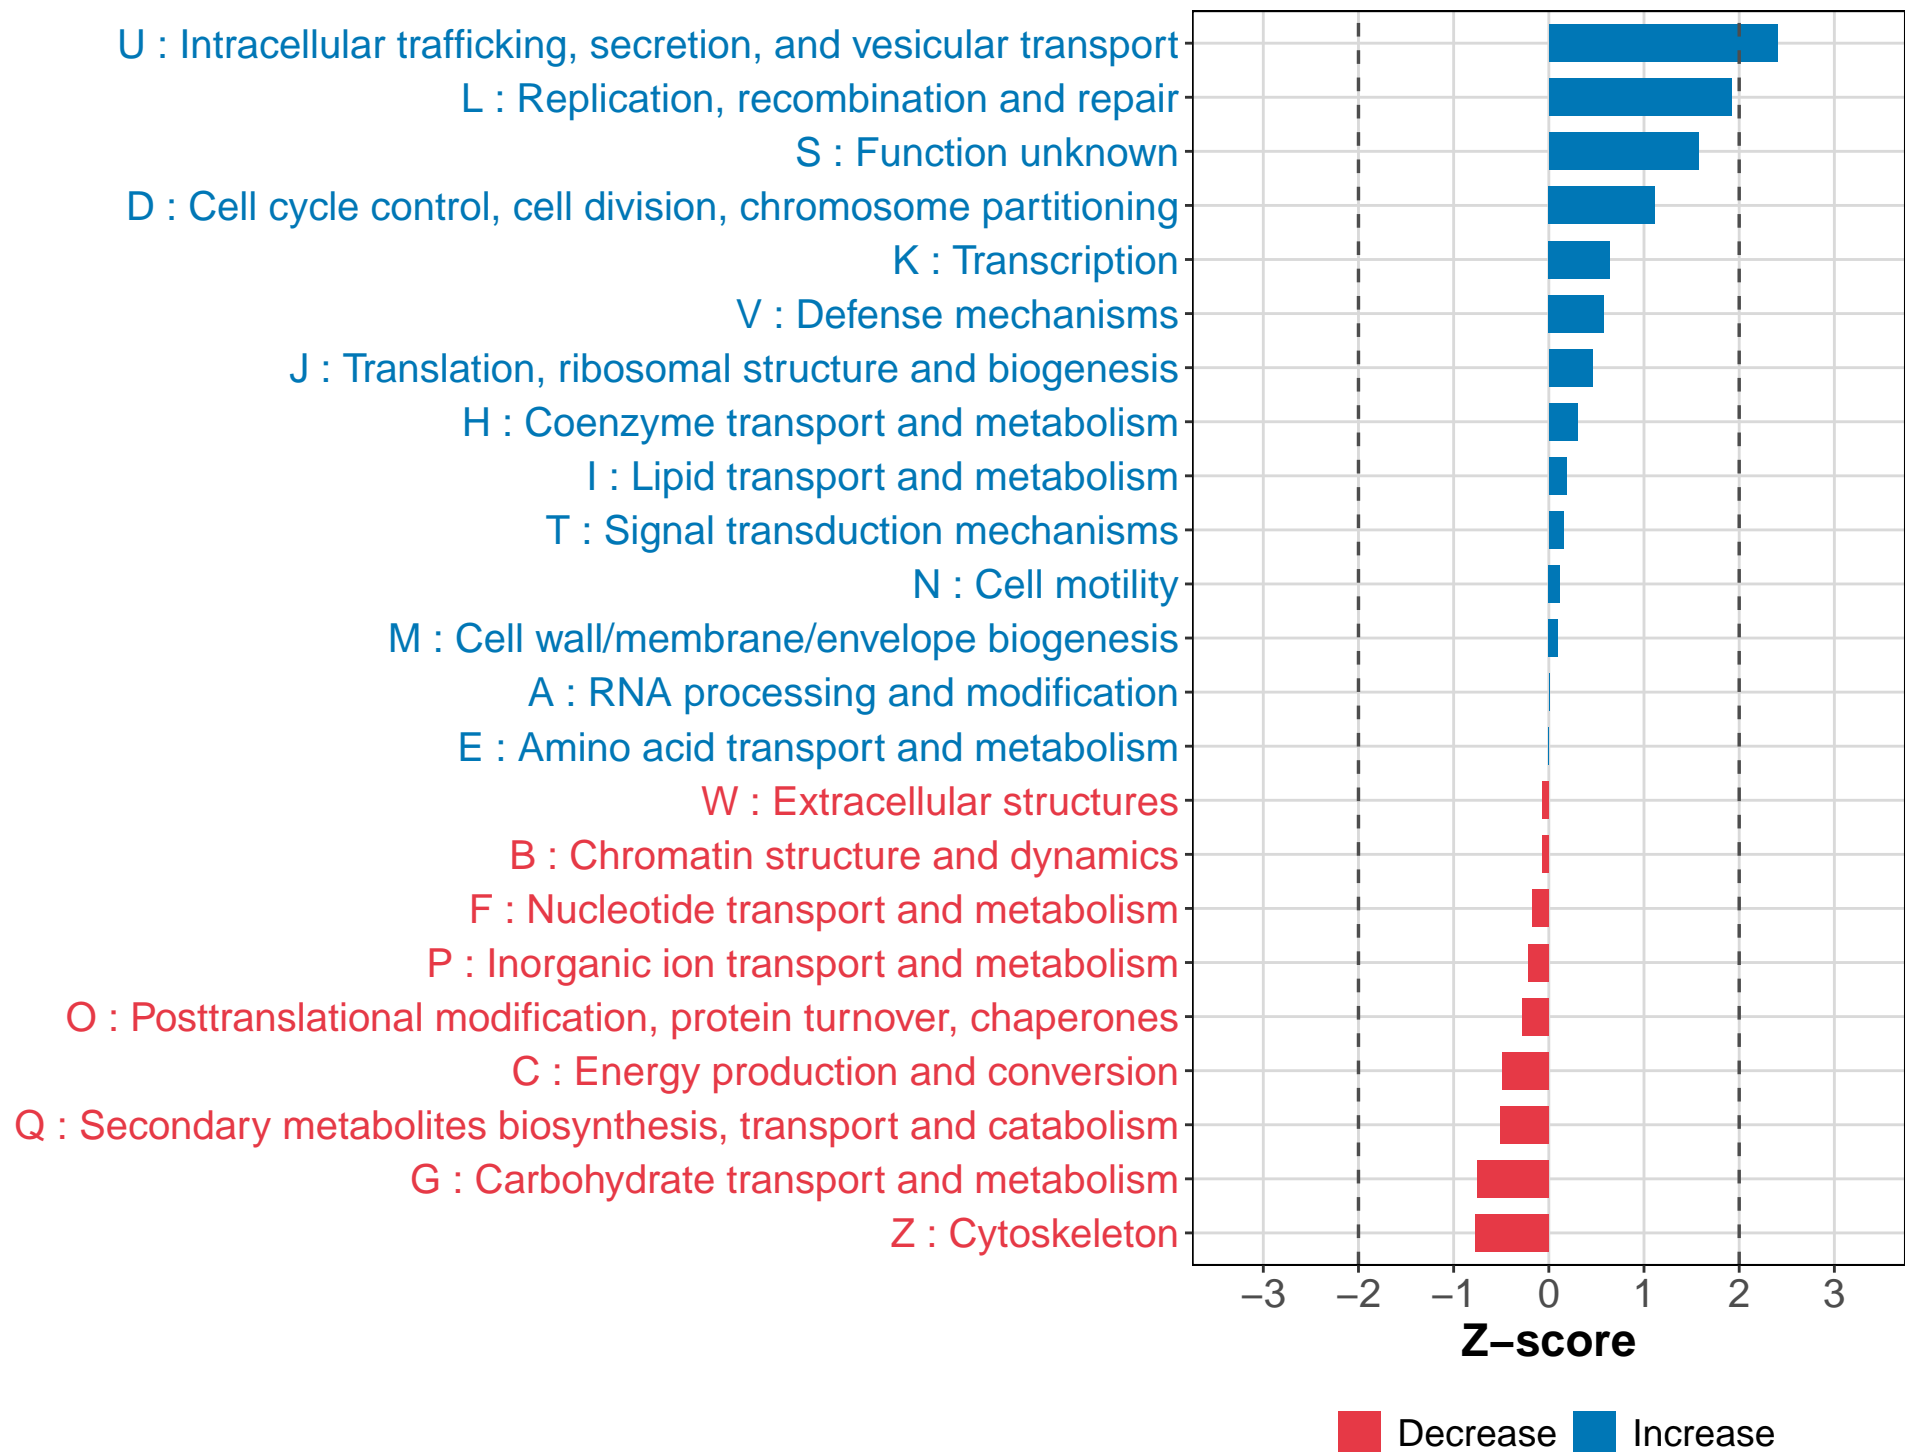 U : Intracellular trafficking, secretion, and vesicular transport
L : Replication, recombination and repair
S : Function unknown
D : Cell cycle control, cell division, chromosome partitioning
K : Transcription
V : Defense mechanisms
J : Translation, ribosomal structure and biogenesis
H : Coenzyme transport and metabolism
I : Lipid transport and metabolism
T : Signal transduction mechanisms
N : Cell motility
M : Cell wall/membrane/envelope biogenesis
A : RNA processing and modification
E : Amino acid transport and metabolism
W : Extracellular structures
B : Chromatin structure and dynamics
F : Nucleotide transport and metabolism
P : Inorganic ion transport and metabolism
O : Posttranslational modification, protein turnover, chaperones
C : Energy production and conversion
Q : Secondary metabolites biosynthesis, transport and catabolism
G : Carbohydrate transport and metabolism
Z : Cytoskeleton
−3 −2 −1 0 1 2 3
Z−score
Decrease Increase